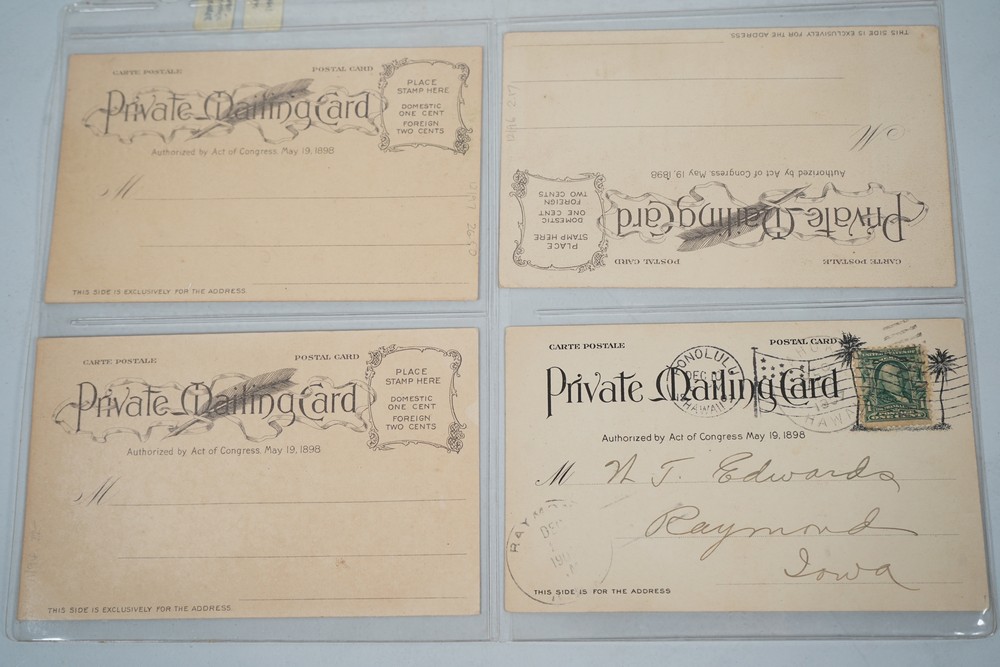 CARTE POSTALE
POSTAL CARD
Private Mailing Card
Authorized by Act of Congress, May 19, 1898
PLACE
STAMP HERE
DOMESTIC
ONE CENT
FOREIGN
TWO CENTS
M
THIS SIDE IS EXCLUSIVELY FOR THE ADDRESS.
CARTE POSTALE
POSTAL CARD
Private Mailing Card
Authorized by Act of Congress, May 19, 1898
PLACE
STAMP HERE
DOMESTIC
ONE CENT
FOREIGN
TWO CENTS
M
THIS SIDE IS EXCLUSIVELY FOR THE ADDRESS.
CARTE POSTALE
POSTAL CARD
Private Mailing Card
Authorized by Act of Congress, May 19, 1898.
PLACE
STAMP HERE
DOMESTIC
ONE CENT
FOREIGN
TWO CENTS
M
THIS SIDE IS EXCLUSIVELY FOR THE ADDRESS.
CARTE POSTALE
POSTAL CARD
HONOLULU
DEC
HAWAII
Private Mailing Card
Authorized by Act of Congress May 19, 1898
M N. T. Edwards
Raymond
Iowa
RAYMON
DEC
THIS SIDE IS FOR THE ADDRESS